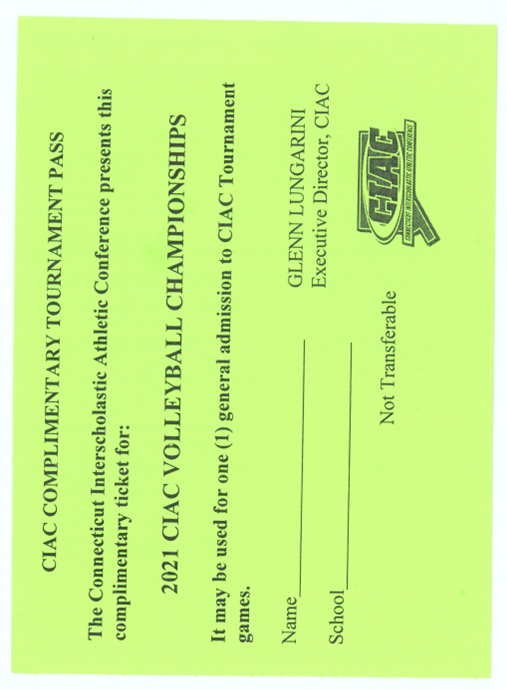 CIAC COMPLIMENTARY TOURNAMENT PASS
The Connecticut Interscholastic Athletic Conference presents this
complimentary ticket for:
2021 CIAC VOLLEYBALL CHAMPIONSHIPS
It may be used for one (1) general admission to CIAC Tournament
games.
Name
School
GLENN LUNGARINI
Executive Director, CIAC
Not Transferable
CIAC
CONNECTICUT INTERSCHOLASTIC ATHLETIC CONFERENCE